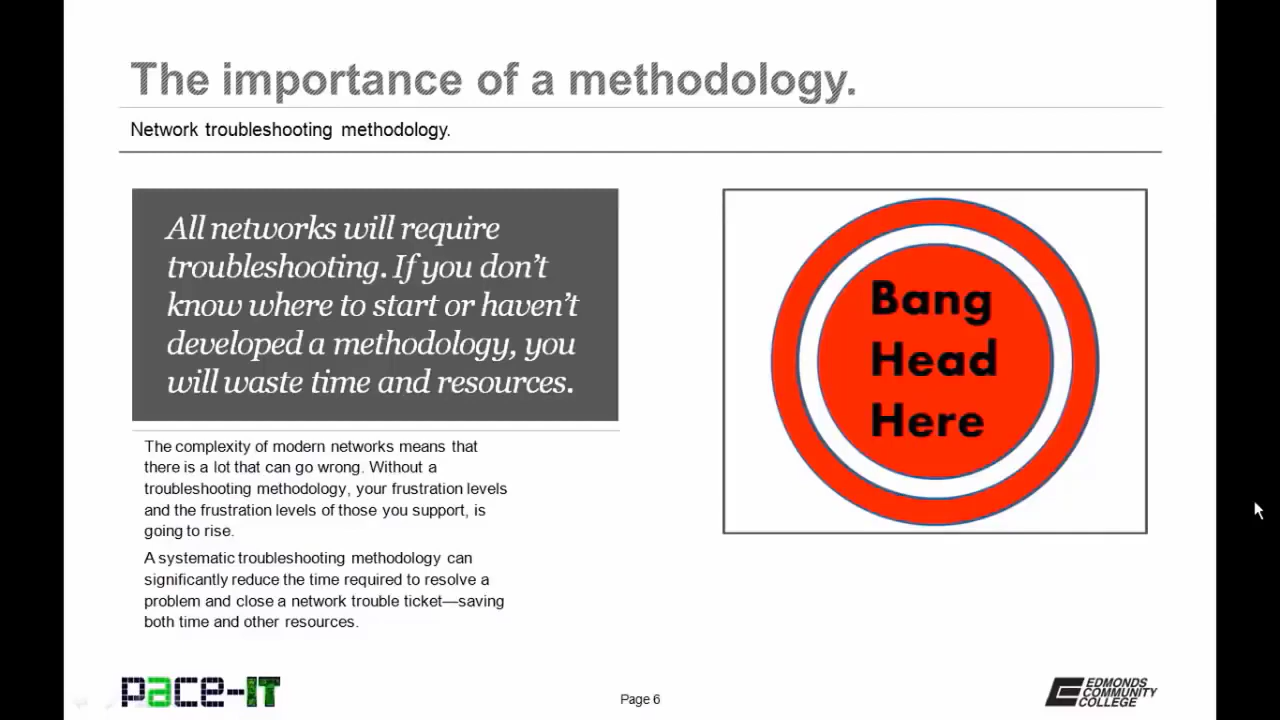 The importance of a methodology.
Network troubleshooting methodology.
All networks will require
troubleshooting. If you don't
know where to start or haven't
developed a methodology, you
will waste time and resources.
Bang
Head
Here
The complexity of modern networks means that
there is a lot that can go wrong. Without a
troubleshooting methodology, your frustration levels
and the frustration levels of those you support, is
going to rise.
A systematic troubleshooting methodology can
significantly reduce the time required to resolve a
problem and close a network trouble ticket—saving
both time and other resources.
pace-IT
Page 6
EDMONDS
COMMUNITY
COLLEGE